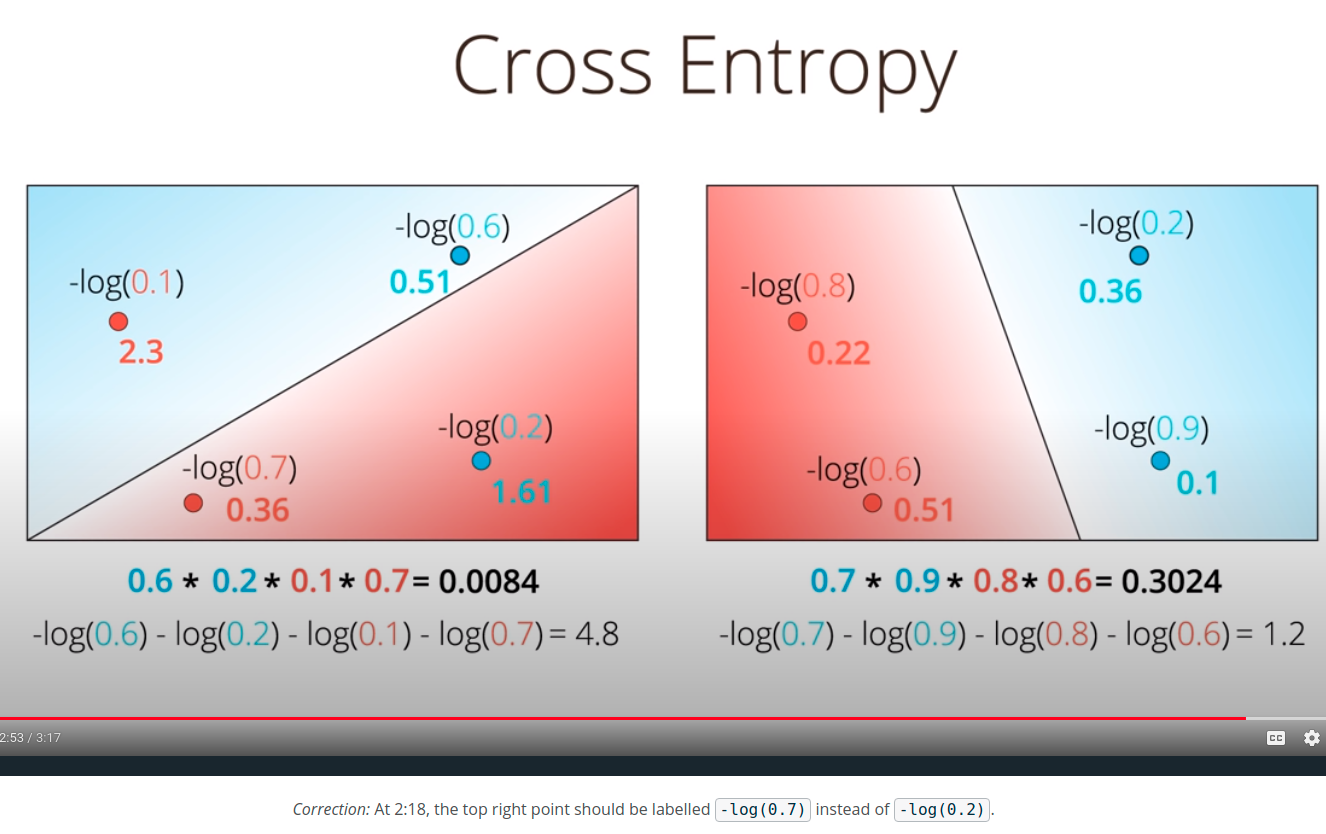 Cross Entropy
-log(0.6)
0.51
-log(0.1)
2.3
-log(0.2)
1.61
-log(0.7)
0.36
0.6 * 0.2 * 0.1 * 0.7 = 0.0084
-log(0.6) - log(0.2) - log(0.1) - log(0.7) = 4.8
-log(0.2)
0.36
-log(0.8)
0.22
-log(0.9)
0.1
-log(0.6)
0.51
0.7 * 0.9 * 0.8 * 0.6 = 0.3024
-log(0.7) - log(0.9) - log(0.8) - log(0.6) = 1.2
2:53 / 3:17
CC
Correction: At 2:18, the top right point should be labelled -log(0.7) instead of -log(0.2).